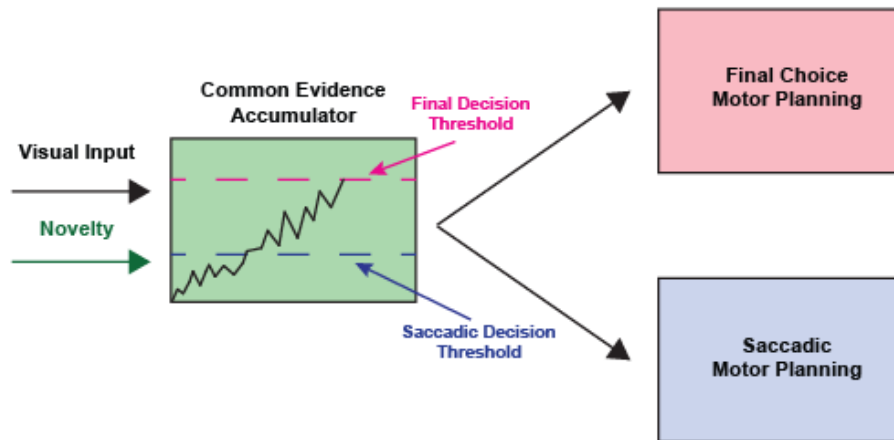 Common Evidence
Accumulator
Final Decision
Threshold
Final Choice
Motor Planning
Visual Input
Novelty
Saccadic Decision
Threshold
Saccadic
Motor Planning